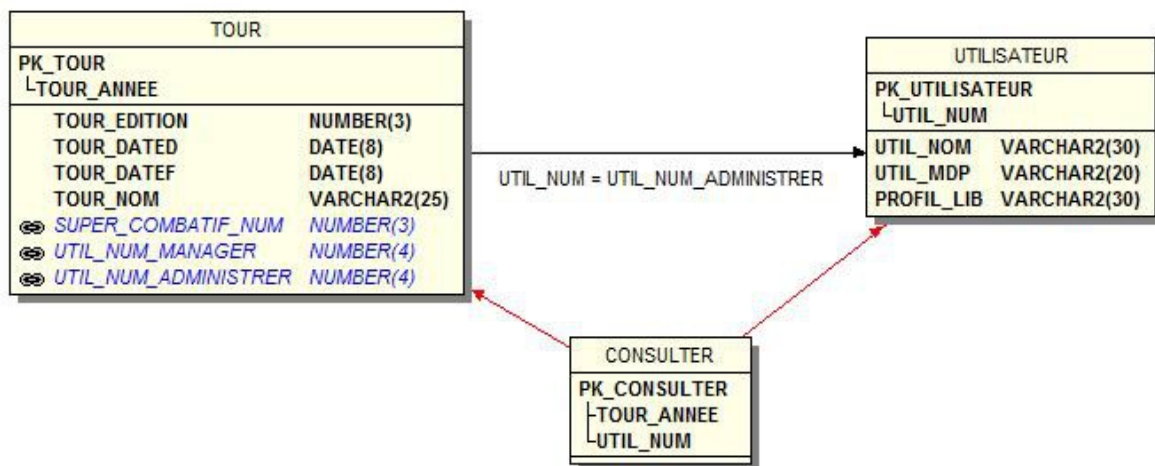 TOUR
PK_TOUR
TOUR_ANNEE
TOUR_EDITION NUMBER(3)
TOUR_DATED DATE(8)
TOUR_DATEF DATE(8)
TOUR_NOM VARCHAR2(25)
SUPER_COMBATIF_NUM NUMBER(3)
UTIL_NUM_MANAGER NUMBER(4)
UTIL_NUM_ADMINISTRER NUMBER(4)
UTIL_NUM = UTIL_NUM_ADMINISTRER
UTILISATEUR
PK_UTILISATEUR
UTIL_NUM
UTIL_NOM VARCHAR2(30)
UTIL_MDP VARCHAR2(20)
PROFIL_LIB VARCHAR2(30)
CONSULTER
PK_CONSULTER
TOUR_ANNEE
UTIL_NUM